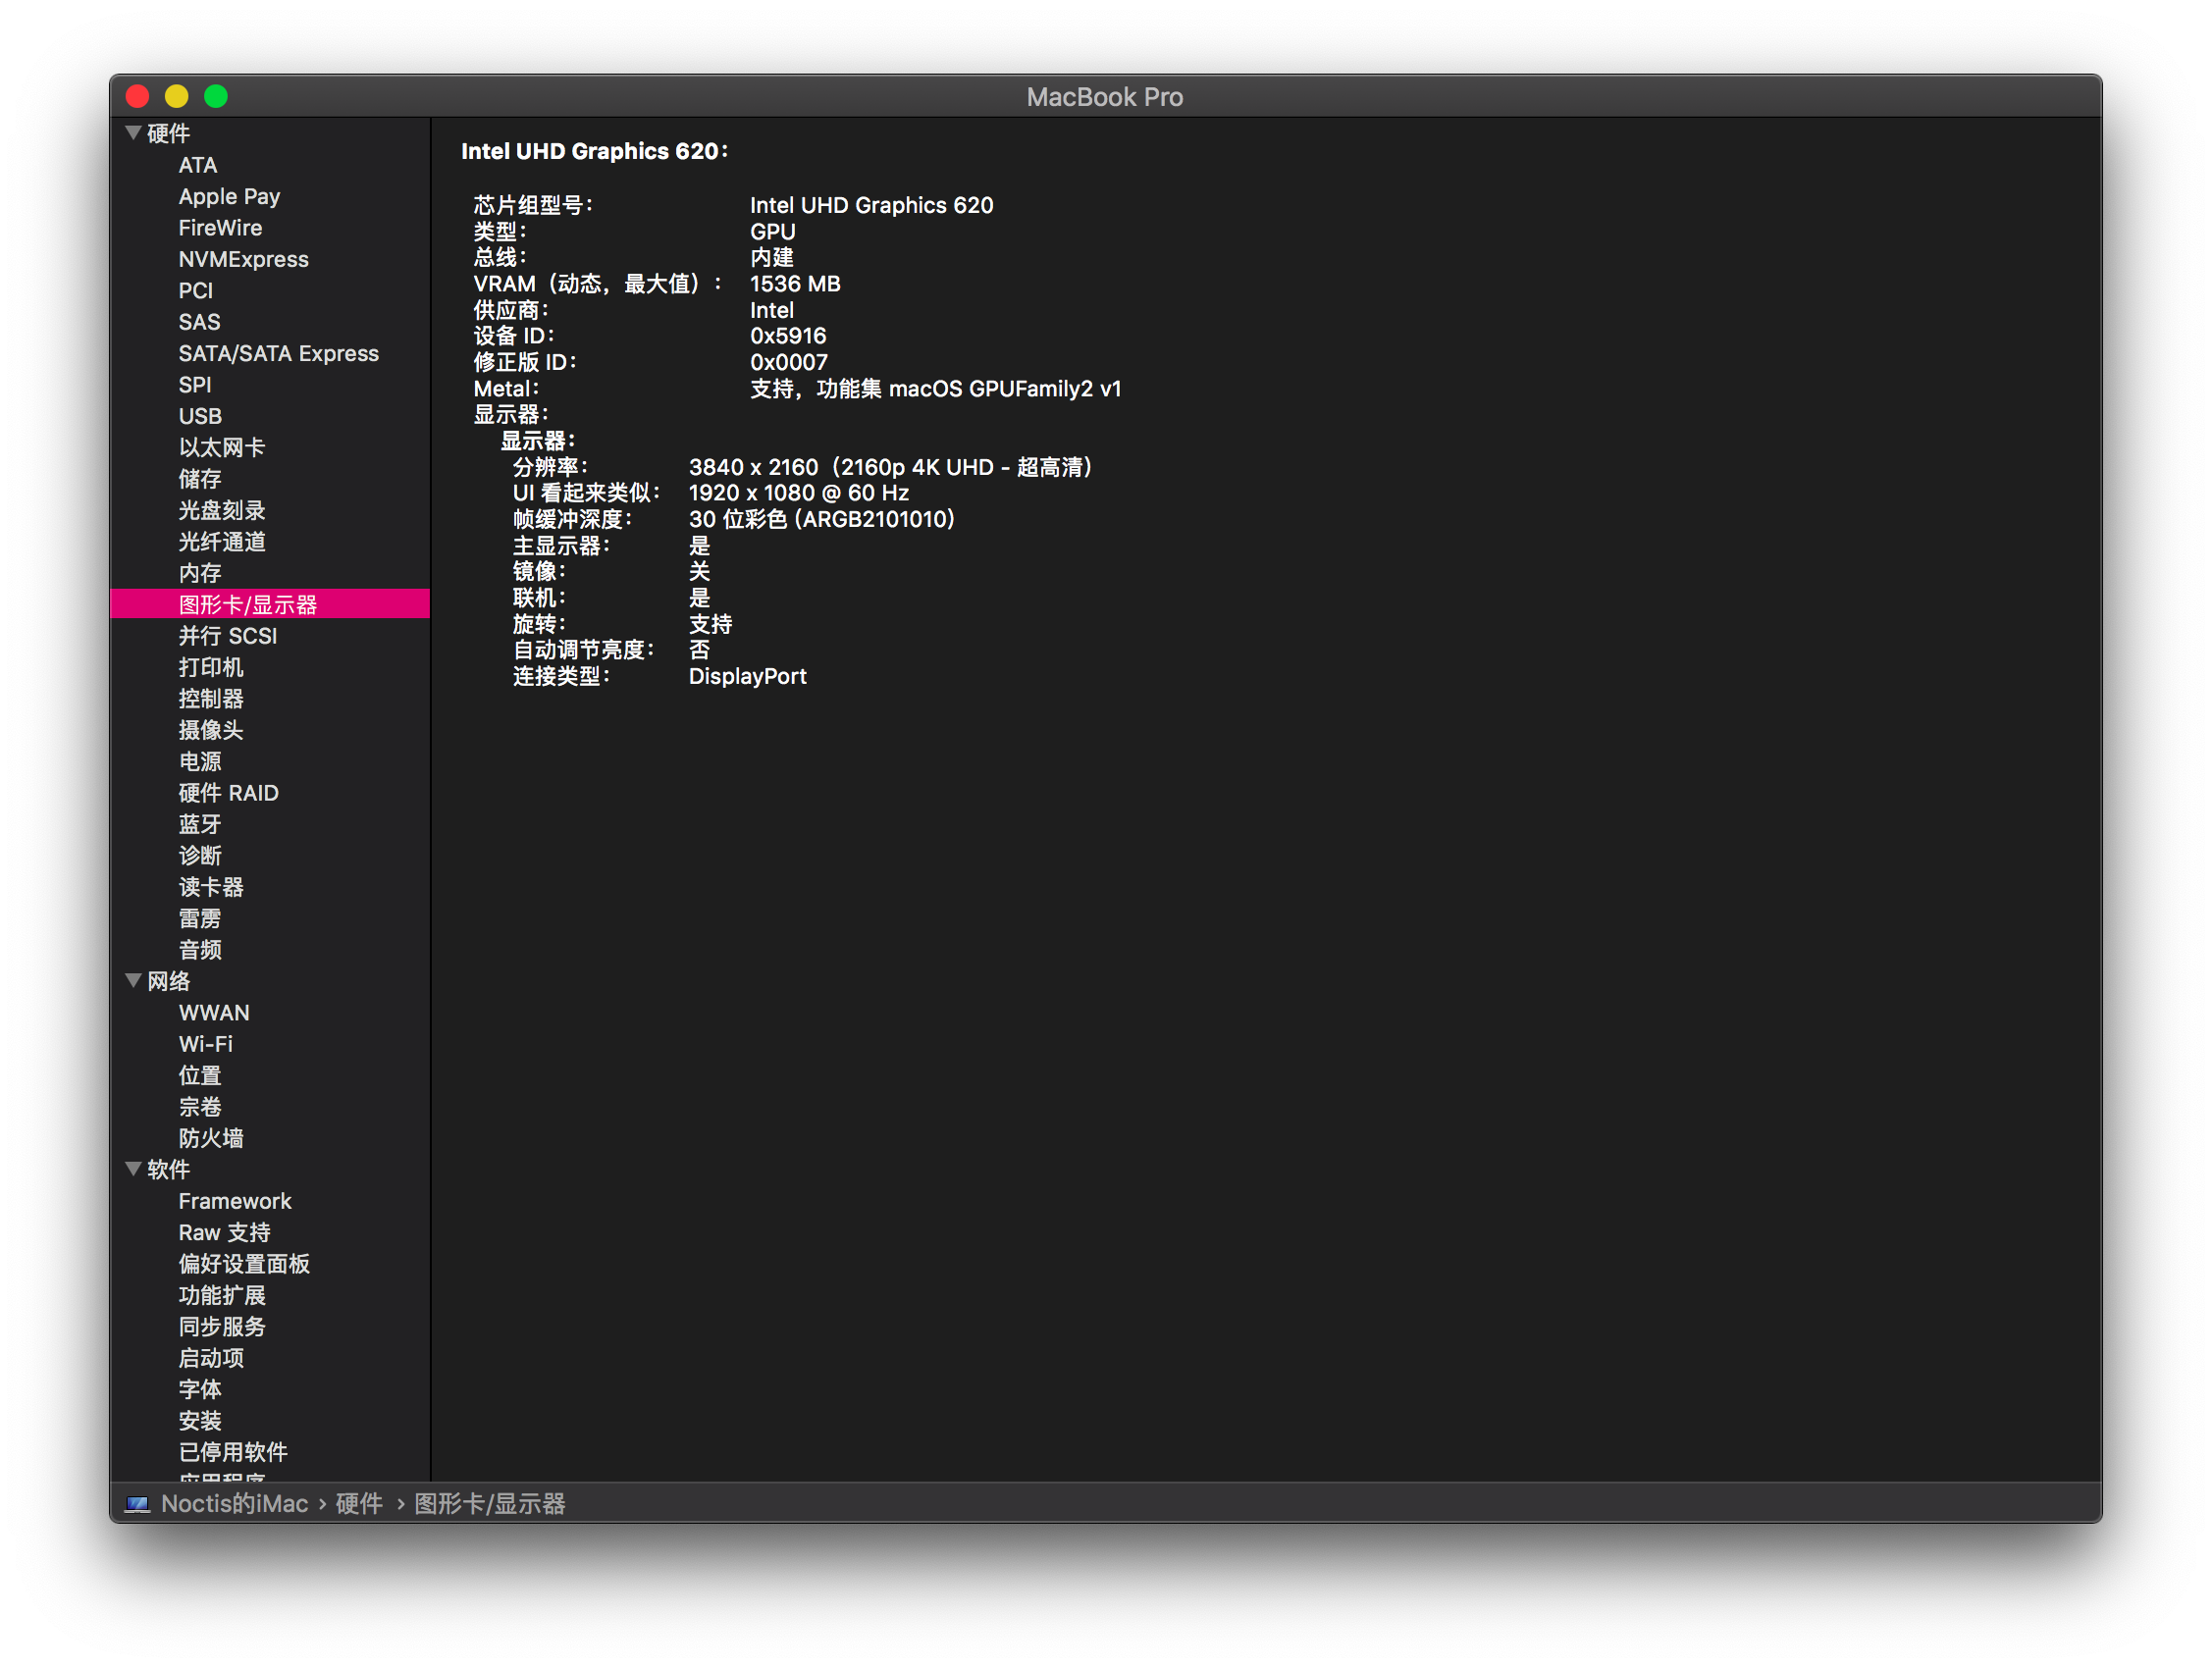 MacBook Pro
硬件
ATA
Apple Pay
FireWire
NVMExpress
PCI
SAS
SATA/SATA Express
SPI
USB
以太网卡
储存
光盘刻录
光纤通道
内存
图形卡/显示器
并行 SCSI
打印机
控制器
摄像头
电源
硬件 RAID
蓝牙
诊断
读卡器
雷雳
音频
网络
WWAN
Wi-Fi
位置
宗卷
防火墙
软件
Framework
Raw 支持
偏好设置面板
功能扩展
同步服务
启动项
字体
安装
已停用软件
应用程序
Intel UHD Graphics 620：
芯片组型号： Intel UHD Graphics 620
类型： GPU
总线： 内建
VRAM（动态，最大值）： 1536 MB
供应商： Intel
设备 ID： 0x5916
修正版 ID： 0x0007
Metal： 支持，功能集 macOS GPUFamily2 v1
显示器：
显示器：
分辨率： 3840 x 2160（2160p 4K UHD - 超高清）
UI 看起来类似： 1920 x 1080 @ 60 Hz
帧缓冲深度： 30 位彩色 (ARGB2101010)
主显示器： 是
镜像： 关
联机： 是
旋转： 支持
自动调节亮度： 否
连接类型： DisplayPort
Noctis的iMac › 硬件 › 图形卡/显示器